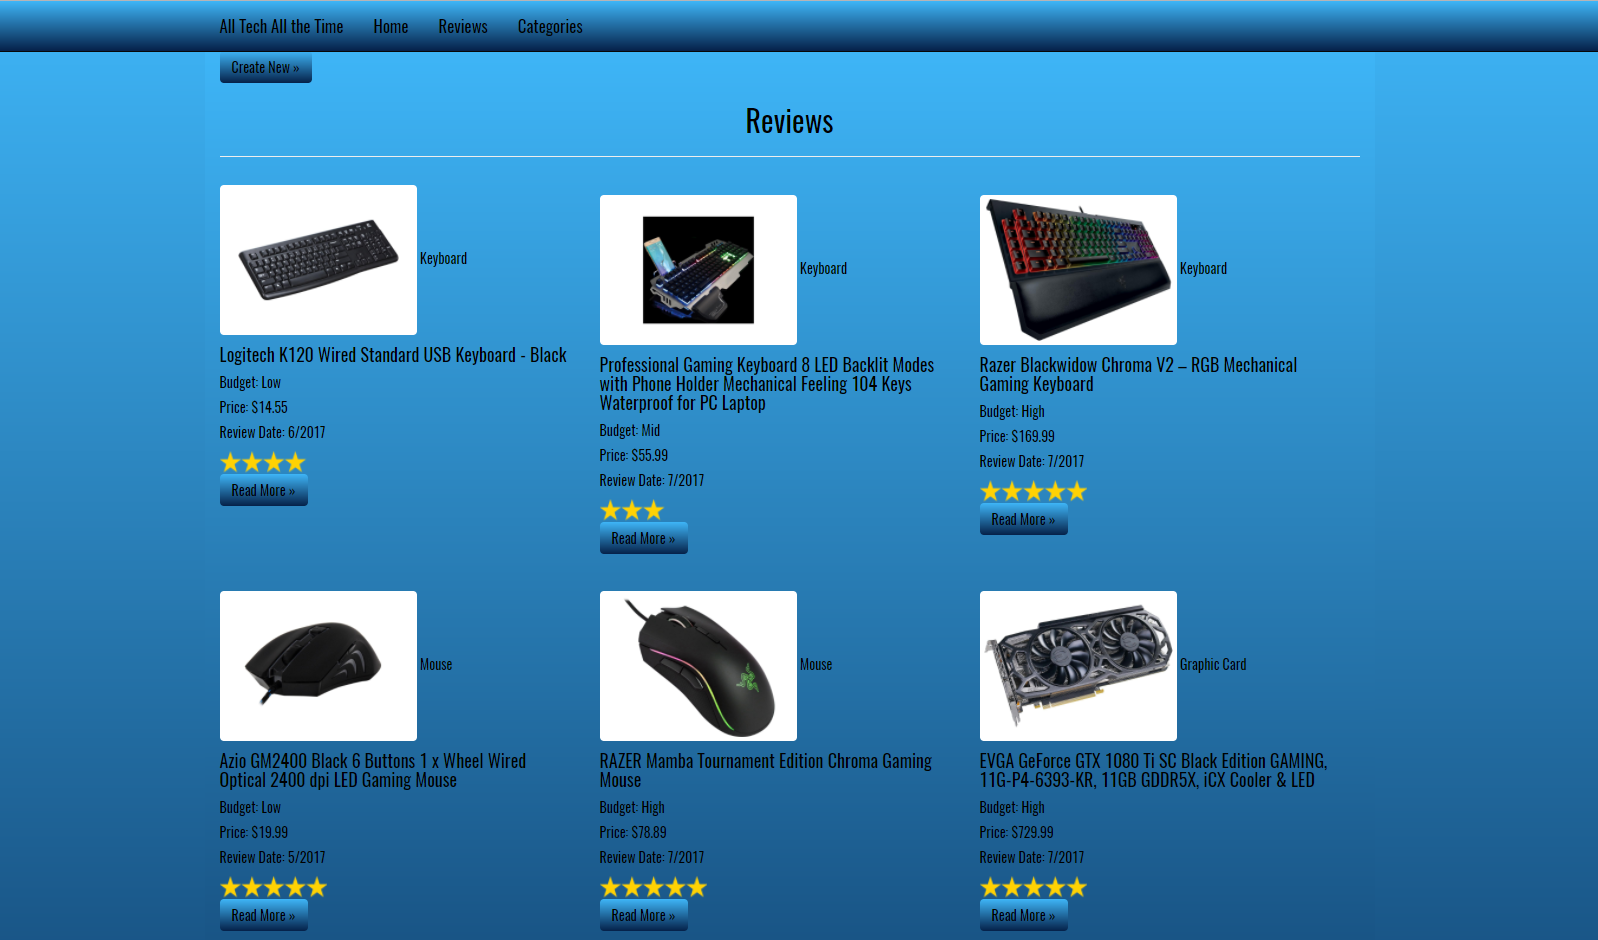 All Tech All the Time Home Reviews Categories
Create New »
Reviews
Keyboard
Logitech K120 Wired Standard USB Keyboard - Black
Budget: Low
Price: $14.55
Review Date: 6/2017
Read More »
Keyboard
Professional Gaming Keyboard 8 LED Backlit Modes
with Phone Holder Mechanical Feeling 104 Keys
Waterproof for PC Laptop
Budget: Mid
Price: $55.99
Review Date: 7/2017
Read More »
Keyboard
Razer Blackwidow Chroma V2 – RGB Mechanical
Gaming Keyboard
Budget: High
Price: $169.99
Review Date: 7/2017
Read More »
Mouse
Azio GM2400 Black 6 Buttons 1 x Wheel Wired
Optical 2400 dpi LED Gaming Mouse
Budget: Low
Price: $19.99
Review Date: 5/2017
Read More »
Mouse
RAZER Mamba Tournament Edition Chroma Gaming
Mouse
Budget: High
Price: $78.89
Review Date: 7/2017
Read More »
Graphic Card
EVGA GeForce GTX 1080 Ti SC Black Edition GAMING,
11G-P4-6393-KR, 11GB GDDR5X, iCX Cooler & LED
Budget: High
Price: $729.99
Review Date: 7/2017
Read More »